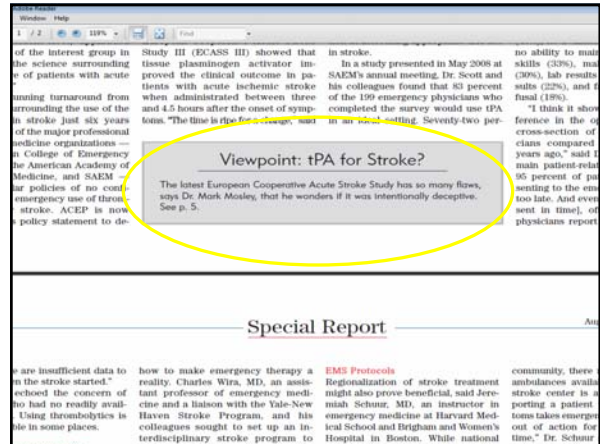 Adobe Reader
Window Help
1 / 2 119% Find
of the interest group in
the science surrounding
e of patients with acute
unning turnaround from
urrounding the use of the
in stroke just six years
of the major professional
medicine organizations —
n College of Emergency
he American Academy of
Medicine, and SAEM —
lar policies of no
emergency use of
stroke. ACEP is now
s policy statement to de-
Study III (ECASS III) showed that
tissue plasminogen activator im-
proved the clinical outcome in pa-
tients with acute ischemic stroke
when administrated between three
and 4.5 hours after the onset of symp-
toms. "The time is ripe for a change," said
in stroke.
In a study presented in May 2008 at
SAEM's annual meeting, Dr. Scott and
his colleagues found that 83 percent
of the 199 emergency physicians who
completed the survey would use tPA
in an ideal setting. Seventy-two per-
no ability to main
skills (33%), mai
(30%), lab results
sults (22%), and f
fusal (18%).
"I think it show
ference in the op
cross-section of
cians compared
years ago," said I
main patient-relat
95 percent of pat
senting to the eme
too late. And even
sent in time], of
physicians report
Viewpoint: tPA for Stroke?
The latest European Cooperative Acute Stroke Study has so many flaws,
says Dr. Mark Mosley, that he wonders if it was intentionally deceptive.
See p. 5.
Special Report
Aug
e are insufficient data to
en the stroke started."
echoed the concern of
ho had no readily avail-
Using thrombolytics is
ble in some places.
how to make emergency therapy a
reality. Charles Wira, MD, an assis-
tant professor of emergency medi-
cine and a liaison with the Yale-New
Haven Stroke Program, and his
colleagues sought to set up an in-
terdisciplinary stroke program to
EMS Protocols
Regionalization of stroke treatment
might also prove beneficial, said Jere-
miah Schuur, MD, an instructor in
emergency medicine at Harvard Med-
ical School and Brigham and Women's
Hospital in Boston. While national
community, there
ambulances availa
stroke center is a
porting a patient
toms takes emerger
out of action for
time," Dr. Schuur